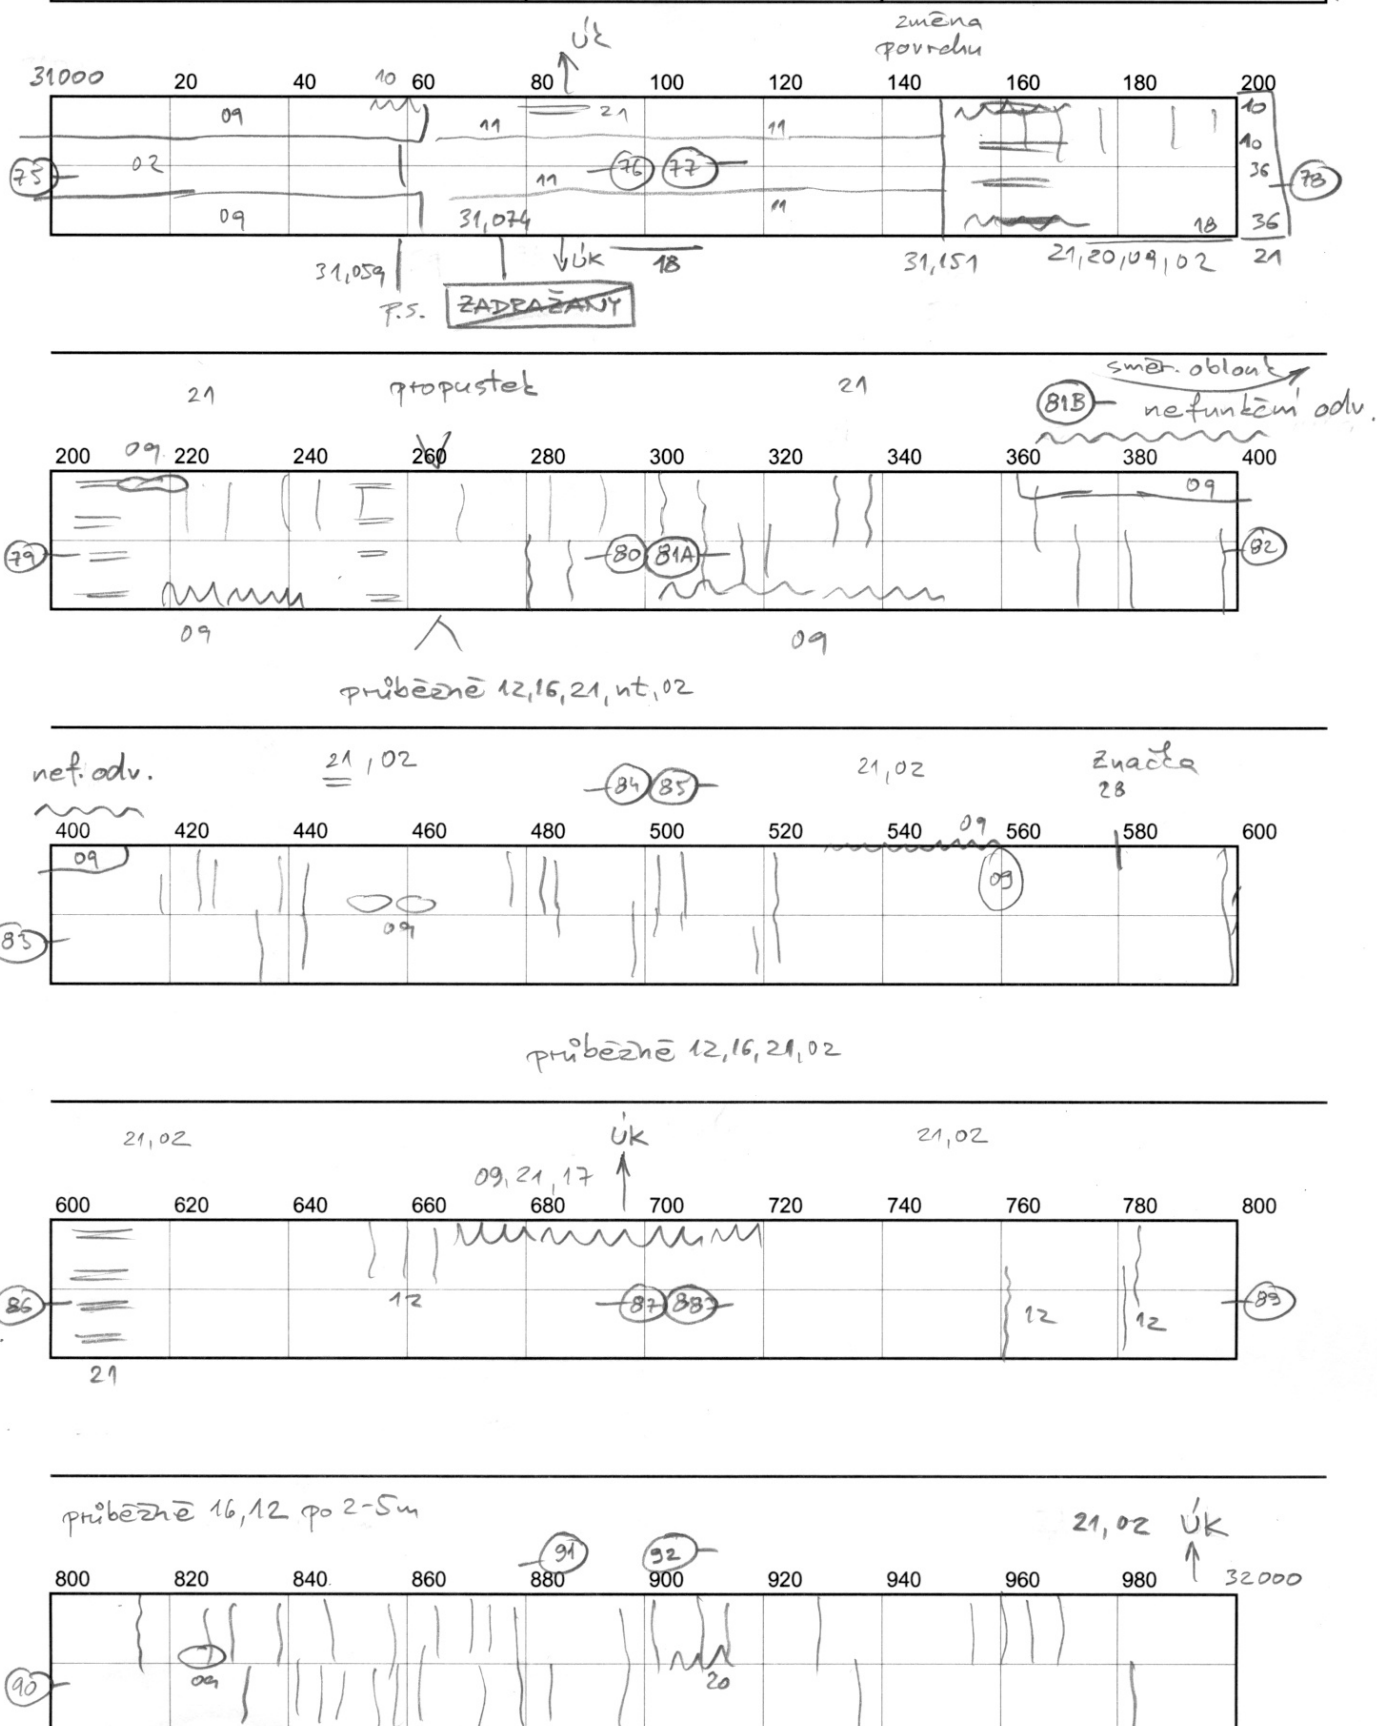 změna
povrchu
ÚK
31000 20 40 10 60 80 100 120 140 160 180 200
09 11 21 11 10
10
75 02 76 77 36 78
11
09 31,074 11 18 36
31,059 ÚK 18 31,151 21,20,09,02 21
P.S. ZADRAŽANY
směr. oblouk
21 propustek 21
81B nefunkční odv.
09
200 220 240 260 280 300 320 340 360 380 400
09
79 80 81A 82
09 09
průběžně 12,16,21,nt,02
nef. odv. 21,02 84 85 21,02 značka
28
400 420 440 460 480 500 520 540 09 560 580 600
09 09
09
83
průběžně 12,16,21,02
21,02 ÚK 21,02
09,21,17
600 620 640 660 680 700 720 740 760 780 800
86 12 87 88 12 12 89
21
průběžně 16,12 po 2-5m
21,02 ÚK
91 92
800 820 840 860 880 900 920 940 960 980 32000
90 09 20